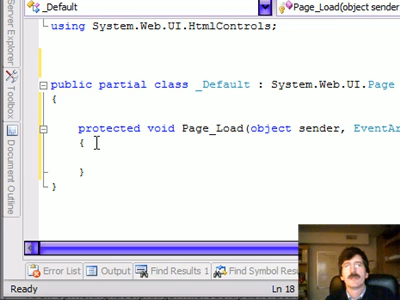 _Default
Page_Load(object sender
using System.Web.UI.HtmlControls;
public partial class _Default : System.Web.UI.Page
{
protected void Page_Load(object sender, EventAr
{
}
}
Server Explorer
Toolbox
Document Outline
Error List
Output
Find Results 1
Find Symbol Resu
Ready
Ln 18